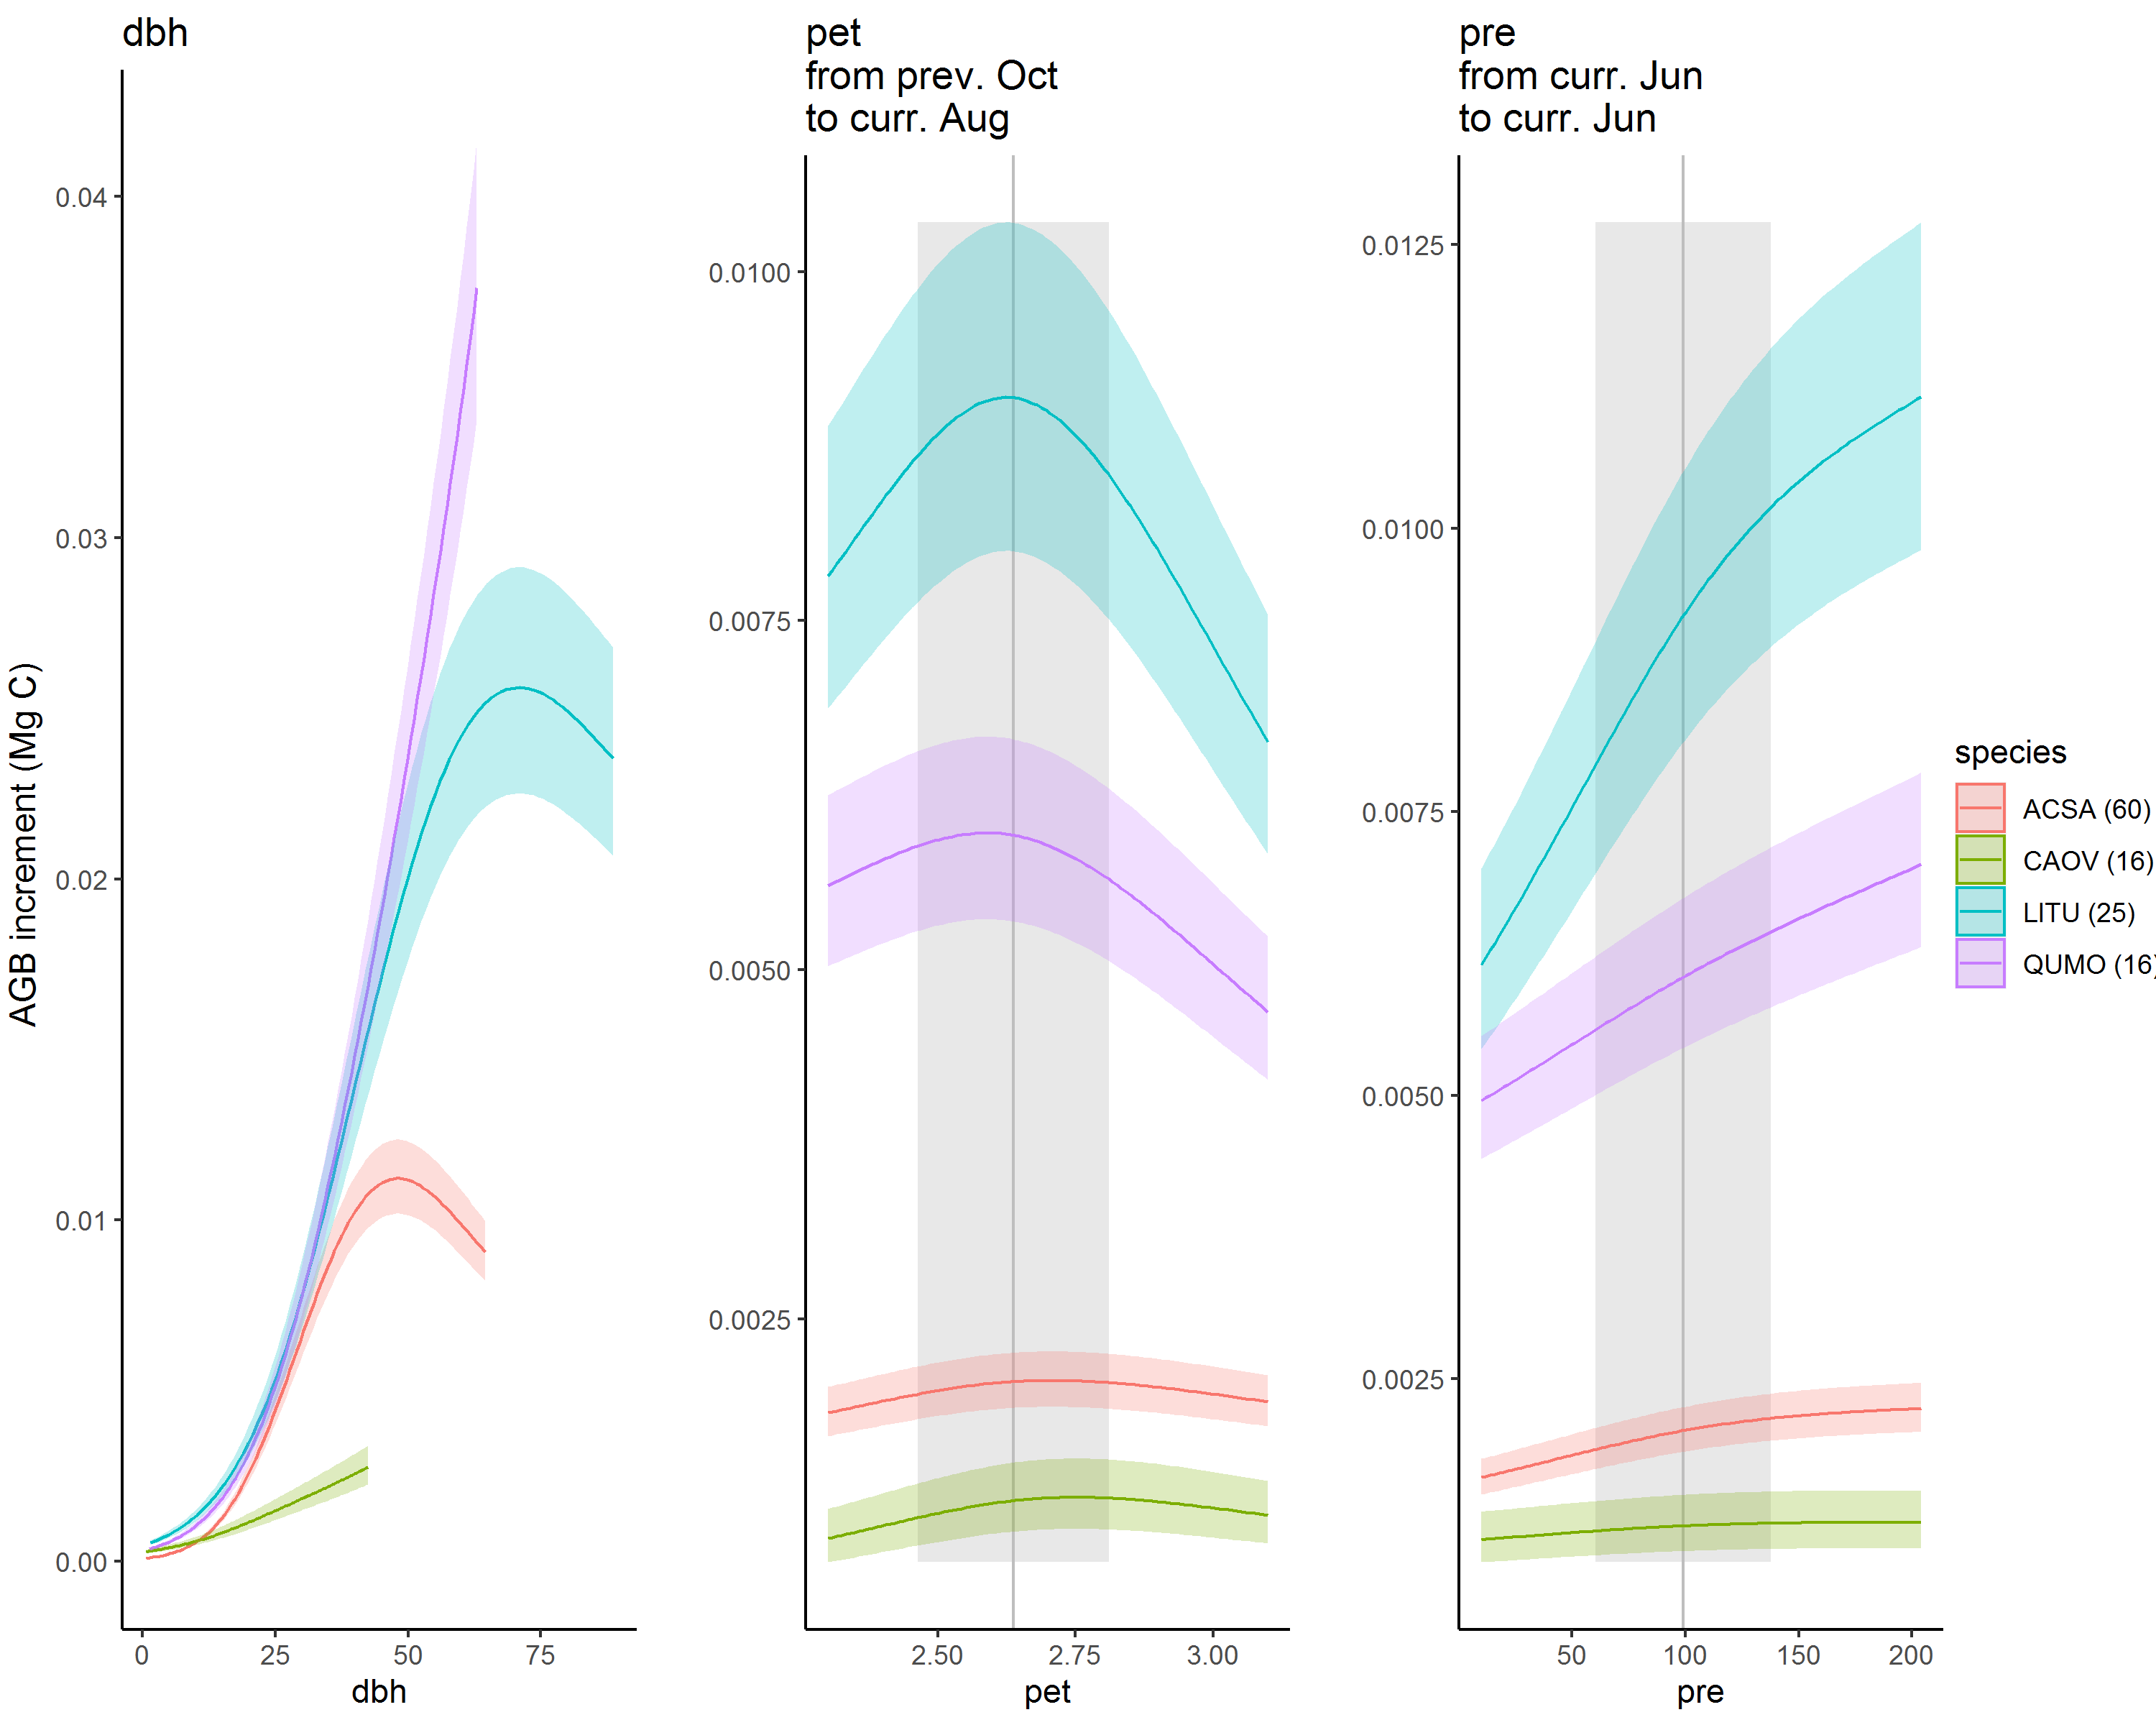 dbh
pet
from prev. Oct
to curr. Aug
pre
from curr. Jun
to curr. Jun
AGB increment (Mg C)
0.04
0.03
0.02
0.01
0.00
0 25 50 75
dbh
0.0100
0.0075
0.0050
0.0025
2.50 2.75 3.00
pet
0.0125
0.0100
0.0075
0.0050
0.0025
50 100 150 200
pre
species
ACSA (60)
CAOV (16)
LITU (25)
QUMO (16)